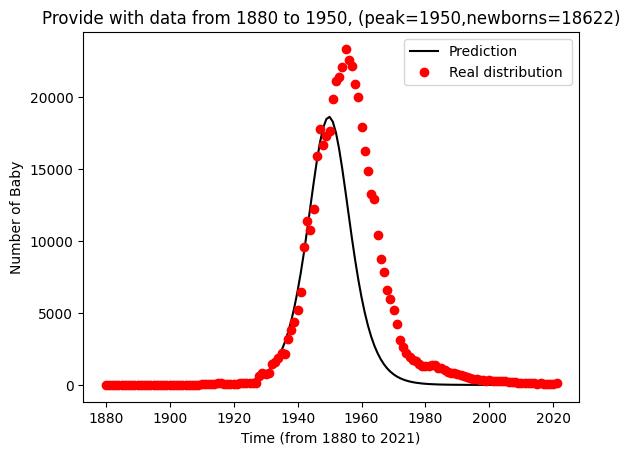 Provide with data from 1880 to 1950, (peak=1950,newborns=18622)
Prediction
Real distribution
Number of Baby
20000
15000
10000
5000
0
1880 1900 1920 1940 1960 1980 2000 2020
Time (from 1880 to 2021)